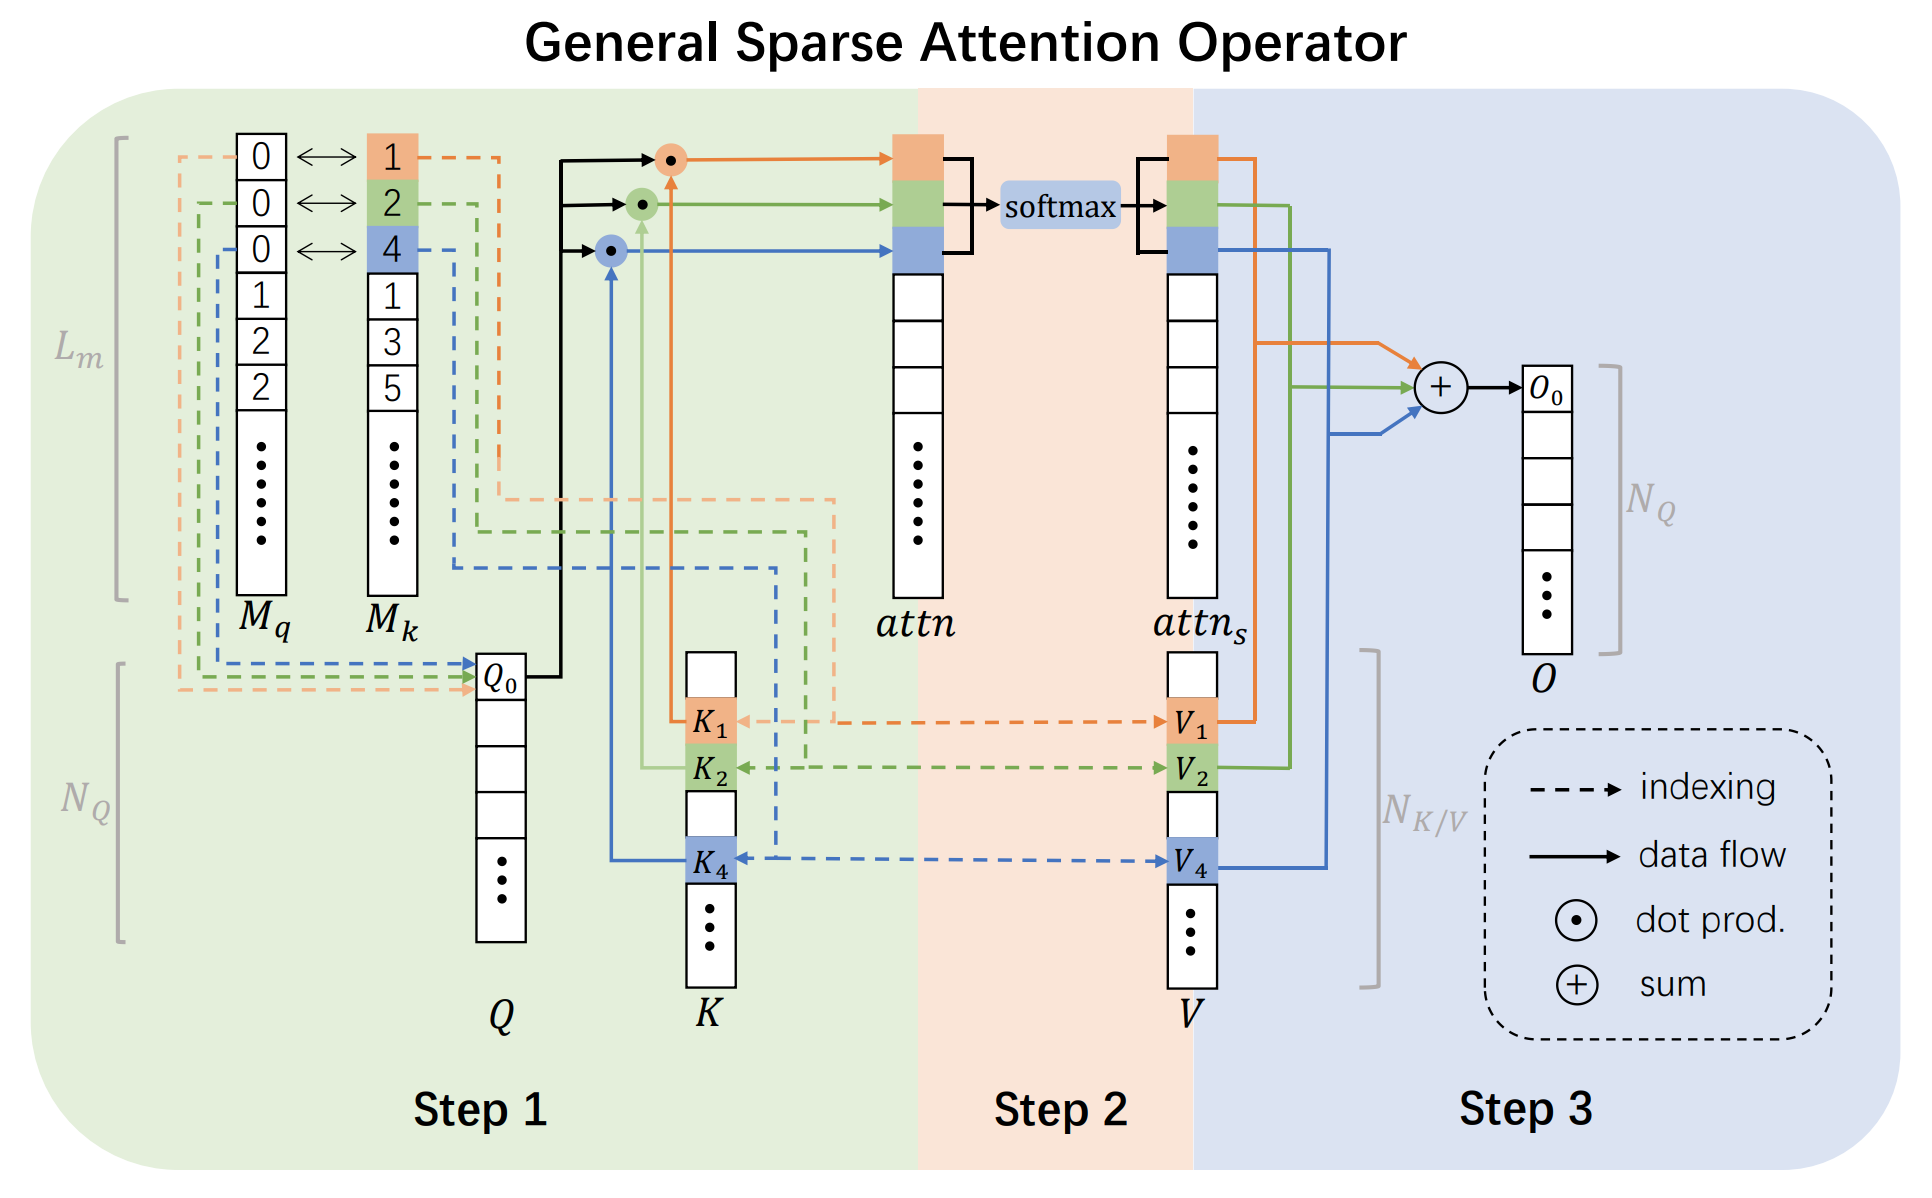 General Sparse Attention Operator
0 1
0 2
0 4
1 1
2 3
2 5
L_m
M_q M_k
softmax
attn attn_s
+ O_0
N_Q
O
Q_0
N_Q
Q
K_1
K_2
K_4
K
V_1
V_2
V_4
V
N_{K/V}
indexing
data flow
dot prod.
+ sum
Step 1 Step 2 Step 3